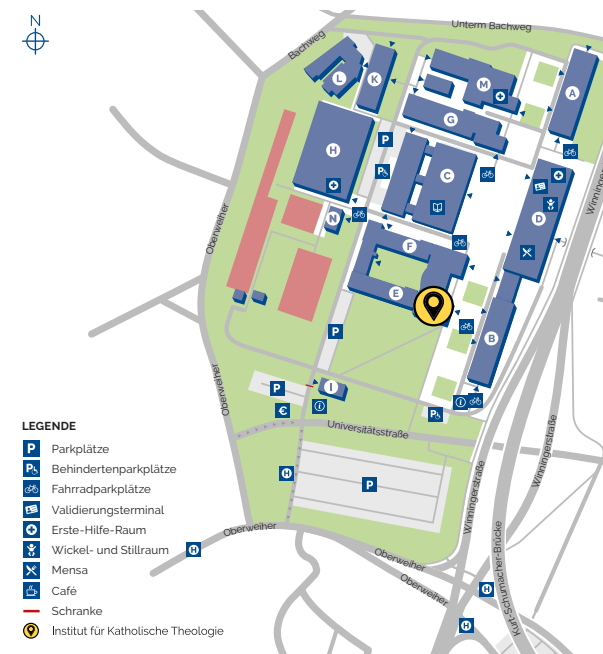 N
Unterm Bachweg
Bachweg
L
K
M
A
G
H
P
C
N
D
Winninger
Oberweiher
F
E
B
P
Oberweiher
P
I
€
i
i
Universitätsstraße
H
P
Winningerstraße
Winningerstraße
Oberweiher
H
Oberweiher
Oberweiher
Kurt-Schumacher-Brücke
H
H
LEGENDE
P Parkplätze
P Behindertenparkplätze
Fahrradparkplätze
Validierungsterminal
Erste-Hilfe-Raum
Wickel- und Stillraum
Mensa
Café
Schranke
Institut für Katholische Theologie